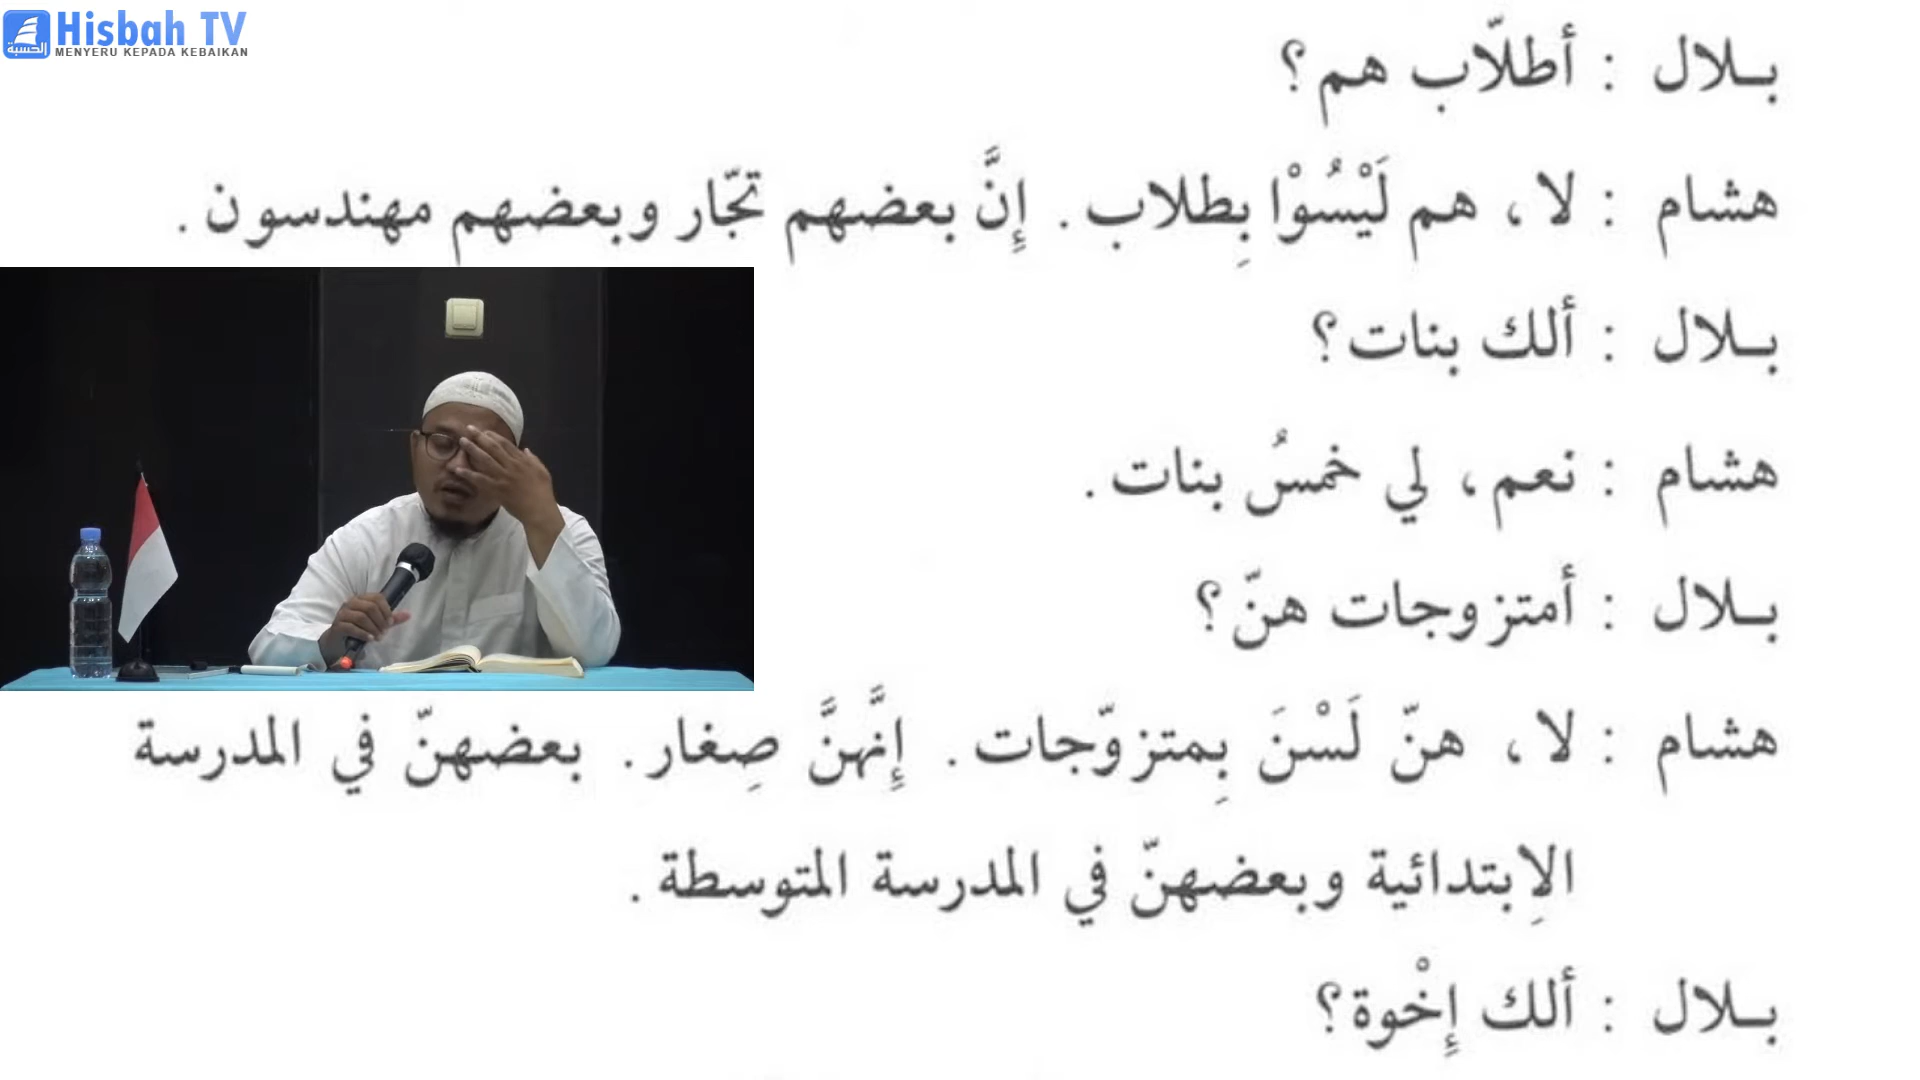 Hisbah TV
الحسبة
MENYERU KEPADA KEBAIKAN
بـلال : أطلّاب هم؟
هشام : لا، هم لَيْسُوْا بِطلاب. إِنَّ بعضهم تجّار وبعضهم مهندسون.
بـلال : ألك بنات؟
هشام : نعم، لي خمسُ بنات.
بـلال : أمتزوجات هنّ؟
هشام : لا، هنّ لَسْنَ بِمتزوّجات. إِنَّهنَّ صِغار. بعضهنّ في المدرسة
الاِبتدائية وبعضهنّ في المدرسة المتوسطة.
بـلال : ألك إِخْوة؟